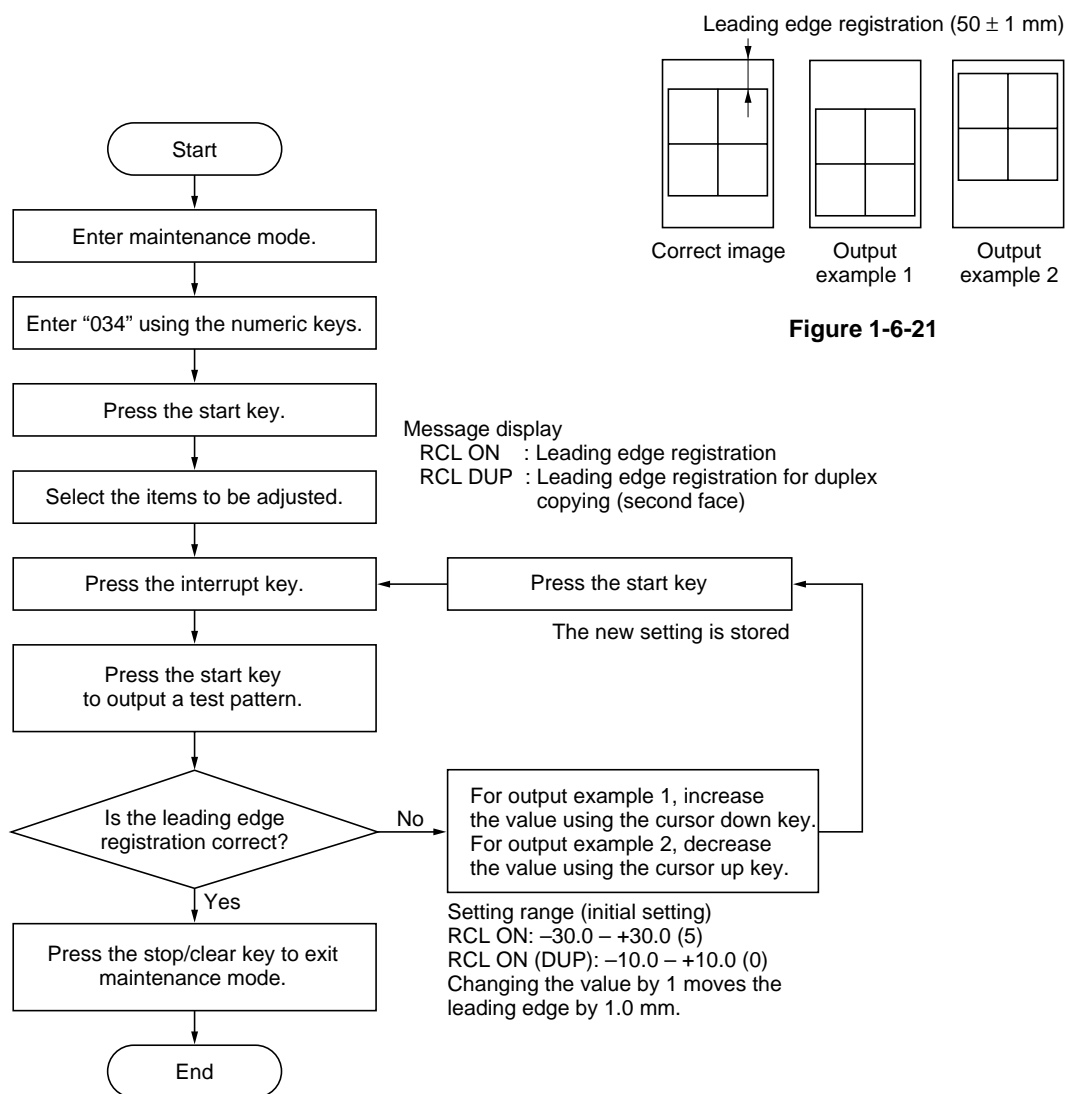 Leading edge registration (50 ± 1 mm)
Correct image
Output
example 1
Output
example 2
Figure 1-6-21
Start
Enter maintenance mode.
Enter “034” using the numeric keys.
Press the start key.
Message display
RCL ON : Leading edge registration
RCL DUP : Leading edge registration for duplex
copying (second face)
Select the items to be adjusted.
Press the interrupt key.
Press the start key
The new setting is stored
Press the start key
to output a test pattern.
Is the leading edge
registration correct?
No
For output example 1, increase
the value using the cursor down key.
For output example 2, decrease
the value using the cursor up key.
Setting range (initial setting)
RCL ON: –30.0 – +30.0 (5)
RCL ON (DUP): –10.0 – +10.0 (0)
Changing the value by 1 moves the
leading edge by 1.0 mm.
Yes
Press the stop/clear key to exit
maintenance mode.
End